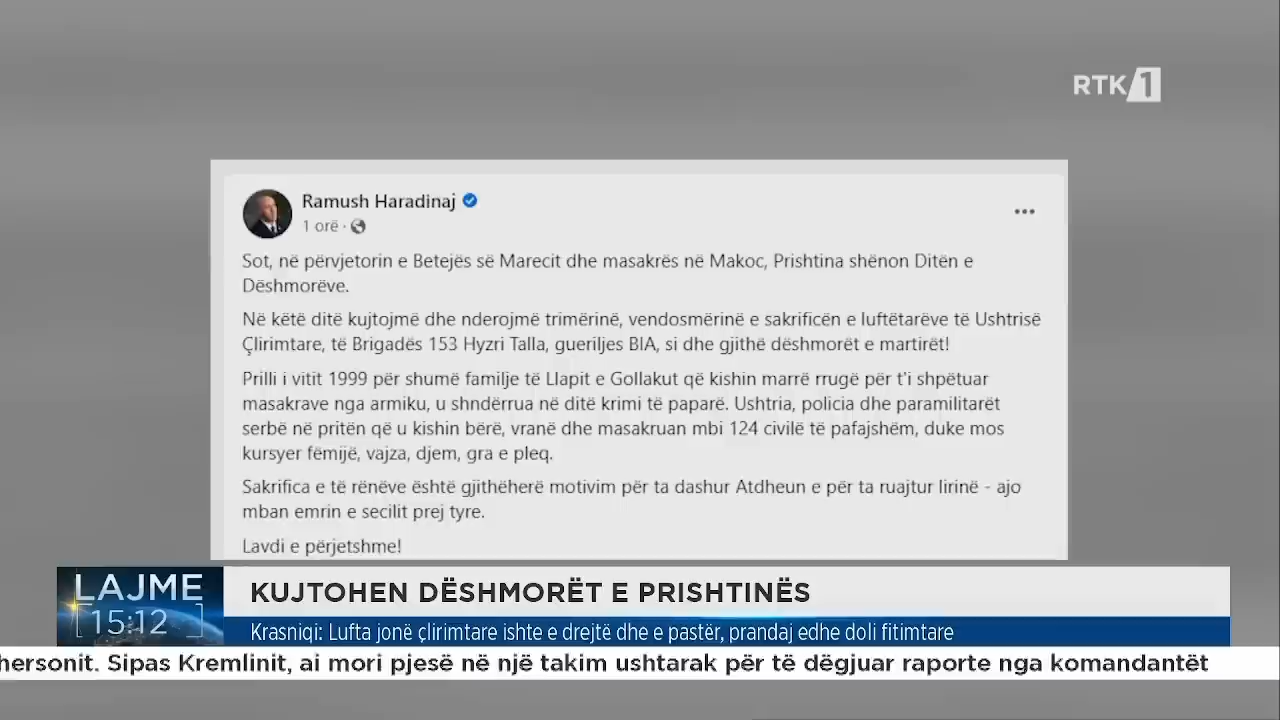 RTK 1
Ramush Haradinaj
1 orë ·
Sot, në përvjetorin e Betejës së Marecit dhe masakrës në Makoc, Prishtina shënon Ditën e
Dëshmorëve.
Në këtë ditë kujtojmë dhe nderojmë trimërinë, vendosmërinë e sakrificën e luftëtarëve të Ushtrisë
Çlirimtare, të Brigadës 153 Hyzri Talla, gueriljes BIA, si dhe gjithë dëshmorët e martirët!
Prilli i vitit 1999 për shumë familje të Llapit e Gollakut që kishin marrë rrugë për t'i shpëtuar
masakrave nga armiku, u shndërrua në ditë krimi të paparë. Ushtria, policia dhe paramilitarët
serbë në pritën që u kishin bërë, vranë dhe masakruan mbi 124 civilë të pafajshëm, duke mos
kursyer fëmijë, vajza, djem, gra e pleq.
Sakrifica e të rënëve është gjithëherë motivim për ta dashur Atdheun e për ta ruajtur lirinë - ajo
mban emrin e secilit prej tyre.
Lavdi e përjetshme!
LAJME
15:12
KUJTOHEN DËSHMORËT E PRISHTINËS
Krasniqi: Lufta jonë çlirimtare ishte e drejtë dhe e pastër, prandaj edhe doli fitimtare
hersonit. Sipas Kremlinit, ai mori pjesë në një takim ushtarak për të dëgjuar raporte nga komandantët